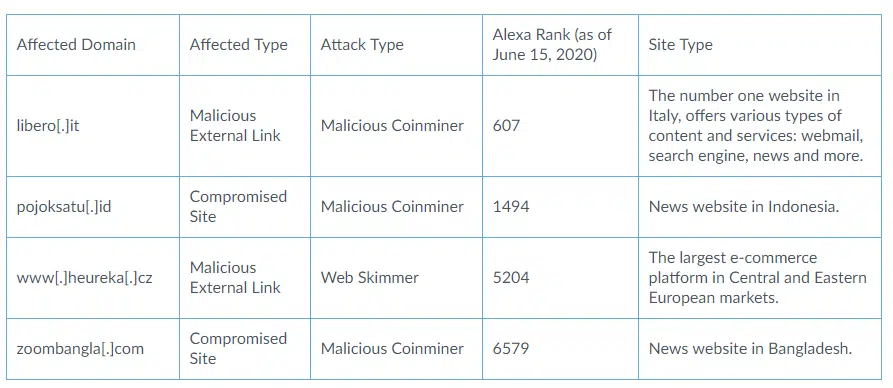 Affected Domain
Affected Type
Attack Type
Alexa Rank (as of
June 15, 2020)
Site Type
libero[.]it
Malicious
External Link
Malicious Coinminer
607
The number one website in
Italy, offers various types of
content and services: webmail,
search engine, news and more.
pojoksatu[.]id
Compromised
Site
Malicious Coinminer
1494
News website in Indonesia.
www[.]heureka[.]cz
Malicious
External Link
Web Skimmer
5204
The largest e-commerce
platform in Central and Eastern
European markets.
zoombangla[.]com
Compromised
Site
Malicious Coinminer
6579
News website in Bangladesh.